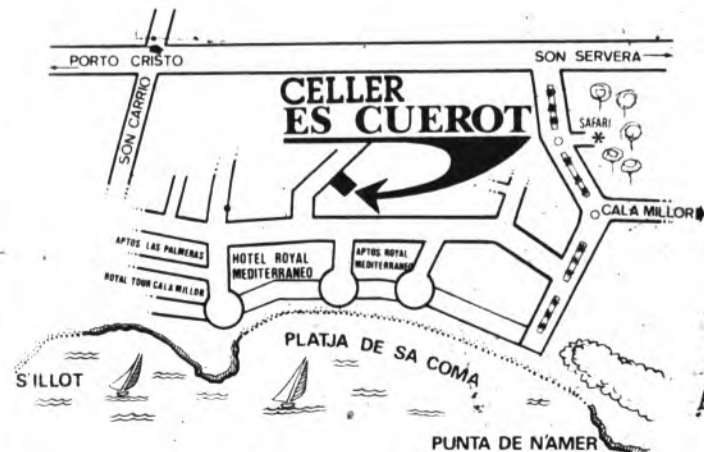 PORTO CRISTO
SON SERVERA
SON CARRIO
CELLER
ES CUEROT
SAFARI
CALA MILLOR
APTOS LAS PALMERAS
HOTEL ROYAL
MEDITERRANEO
APTOS ROYAL
MEDITERRANEO
ROYAL TOUR CALA MILLOR
PLATJA DE SA COMA
S'ILLOT
PUNTA DE N'AMER